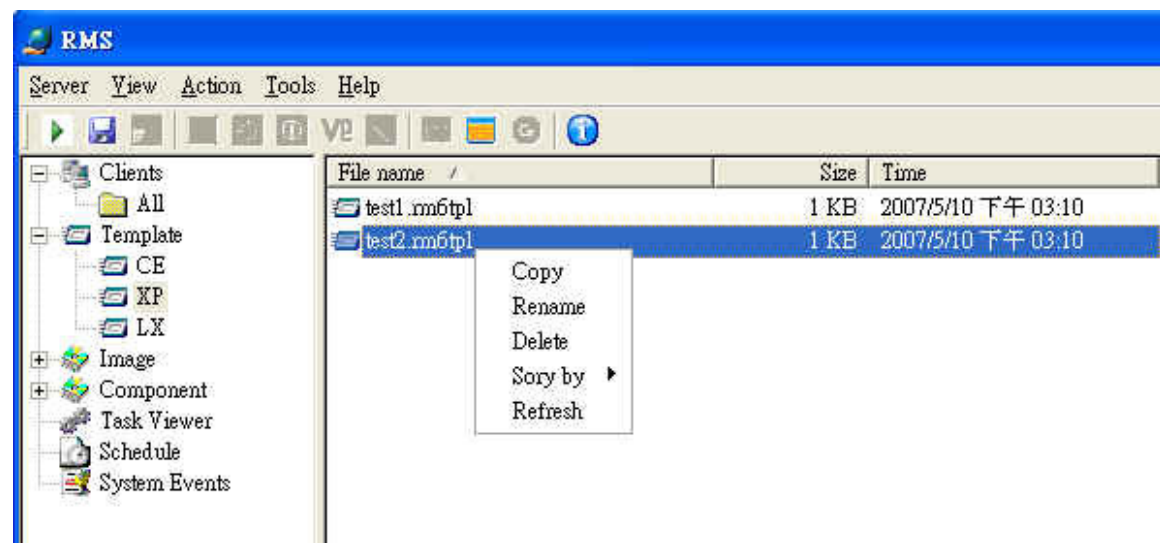 RMS
Server View Action Tools Help
Clients
All
Template
CE
XP
LX
Image
Component
Task Viewer
Schedule
System Events
File name Size Time
test1.rm6tpl 1 KB 2007/5/10 下午 03:10
test2.rm6tpl 1 KB 2007/5/10 下午 03:10
Copy
Rename
Delete
Sory by
Refresh